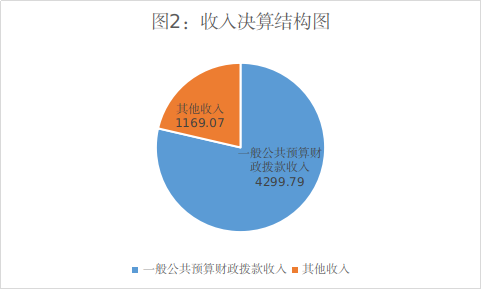 图2：收入决算结构图
其他收入
1169.07
一般公共预算财
政拨款收入
4299.79
一般公共预算财政拨款收入 其他收入